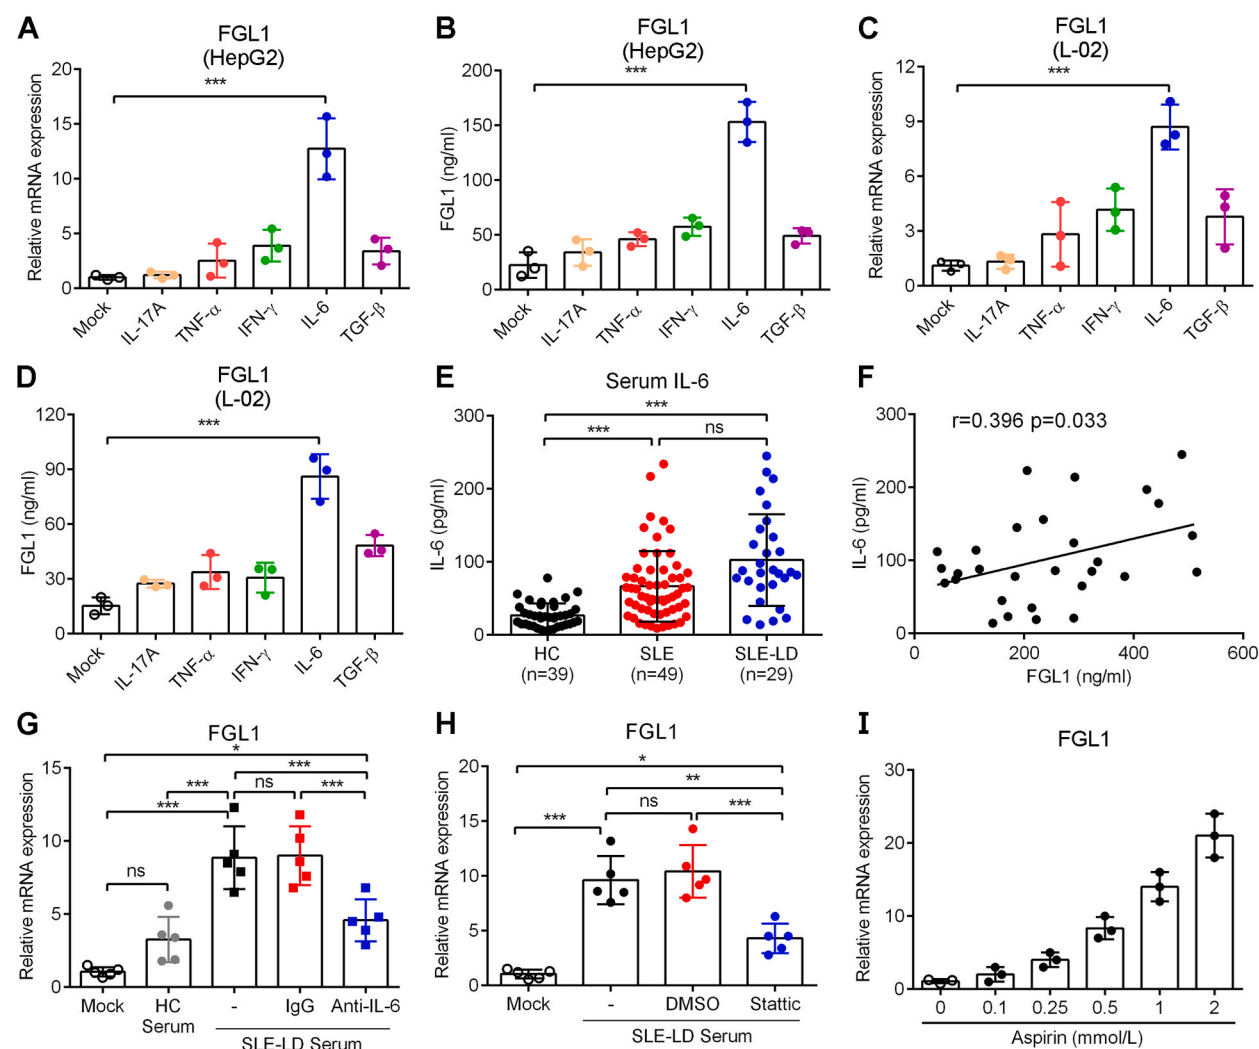 A
FGL1
(HepG2)
Relative mRNA expression
20
15
10
5
0
***
Mock
IL-17A
TNF-α
IFN-γ
IL-6
TGF-β
B
FGL1
(HepG2)
FGL1 (ng/ml)
200
150
100
50
0
***
Mock
IL-17A
TNF-α
IFN-γ
IL-6
TGF-β
C
FGL1
(L-02)
Relative mRNA expression
12
9
6
3
0
***
Mock
IL-17A
TNF-α
IFN-γ
IL-6
TGF-β
D
FGL1
(L-02)
FGL1 (ng/ml)
120
90
60
30
0
***
Mock
IL-17A
TNF-α
IFN-γ
IL-6
TGF-β
E
Serum IL-6
IL-6 (pg/ml)
300
200
100
0
***
*** ns
HC SLE SLE-LD
(n=39) (n=49) (n=29)
F
r=0.396 p=0.033
IL-6 (pg/ml)
300
200
100
0
0 200 400 600
FGL1 (ng/ml)
G
FGL1
Relative mRNA expression
15
10
5
0
*
***
*** ns ***
***
ns
Mock HC - IgG Anti-IL-6
Serum
SLE-LD Serum
H
FGL1
Relative mRNA expression
20
15
10
5
0
*
**
*** ns ***
Mock - DMSO Stattic
SLE-LD Serum
I
FGL1
Relative mRNA expression
30
20
10
0
0 0.1 0.25 0.5 1 2
Aspirin (mmol/L)